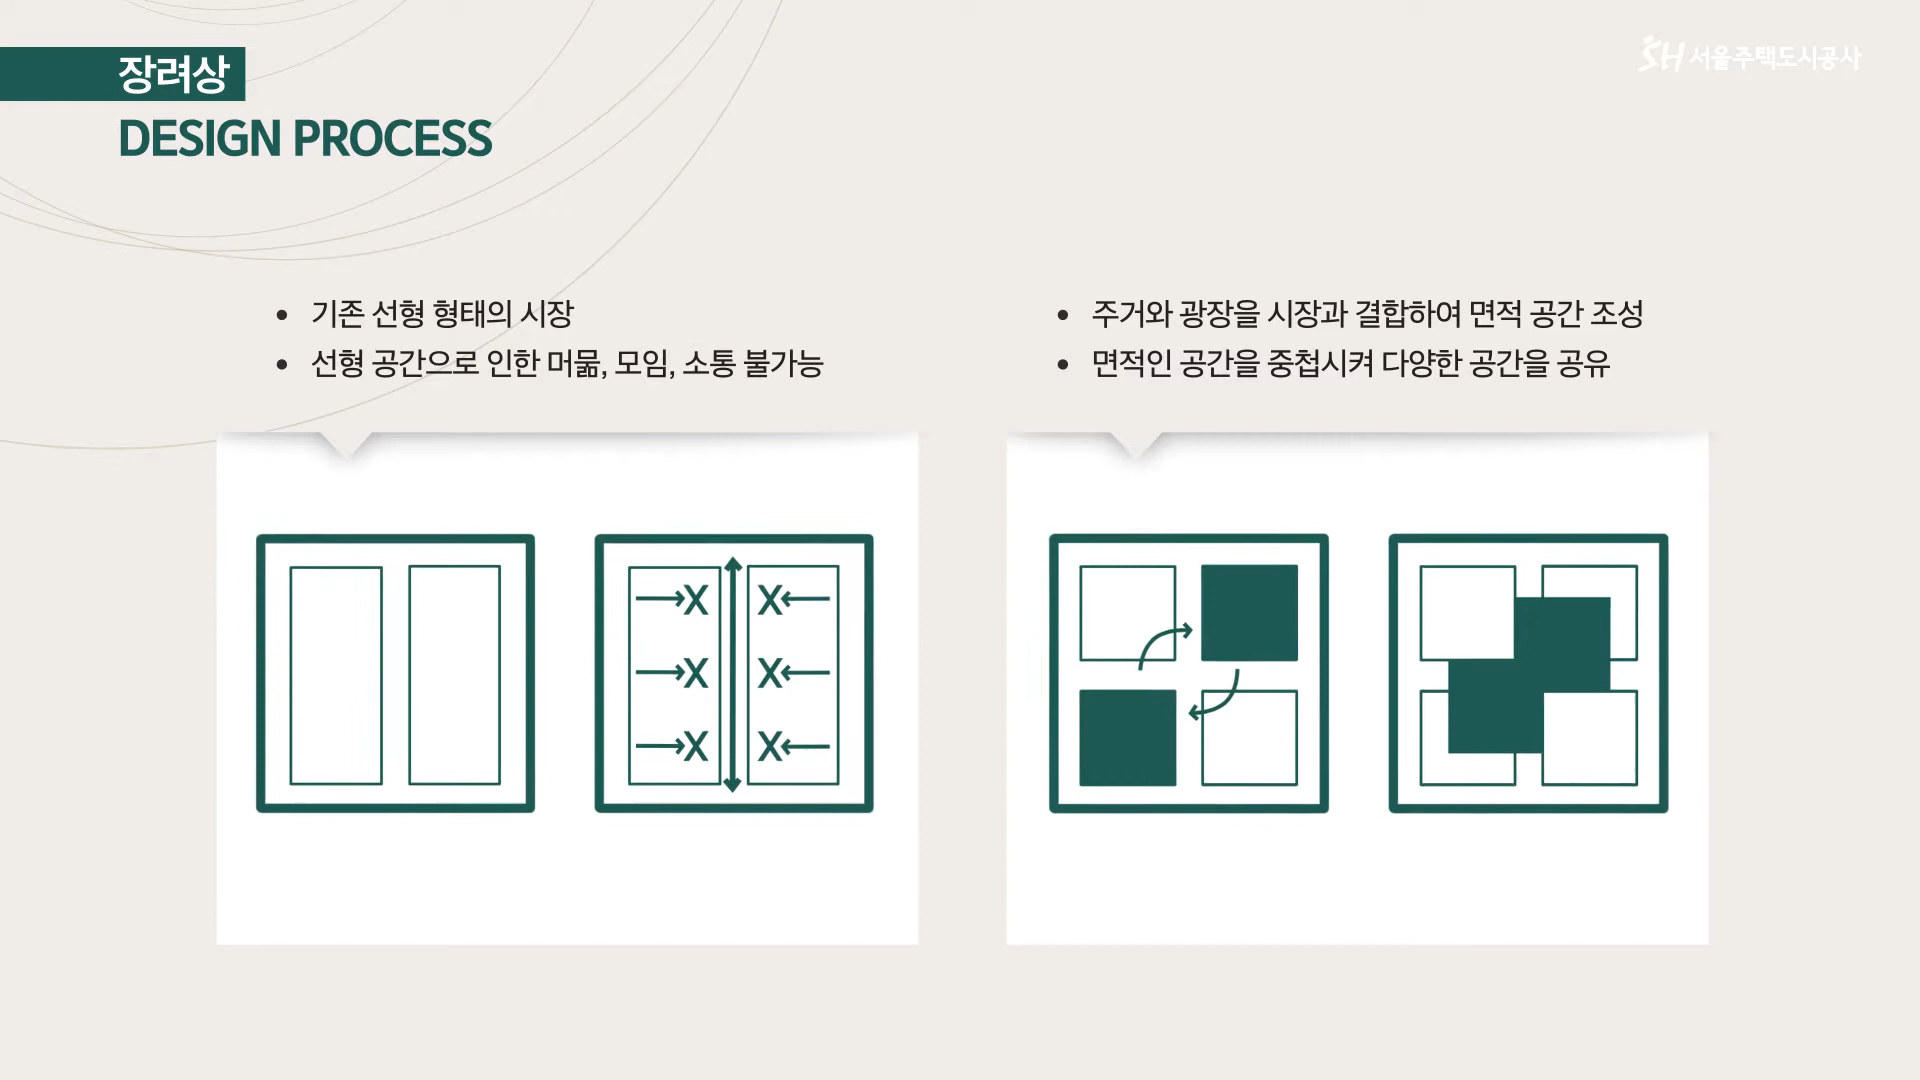 장려상
SH 서울주택도시공사
DESIGN PROCESS
• 기존 선형 형태의 시장
• 선형 공간으로 인한 머묾, 모임, 소통 불가능
• 주거와 광장을 시장과 결합하여 면적 공간 조성
• 면적인 공간을 중첩시켜 다양한 공간을 공유
X X
X X
X X